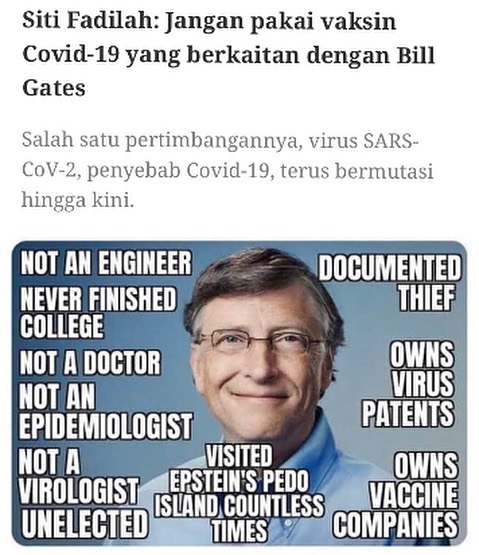 Siti Fadilah: Jangan pakai vaksin
Covid-19 yang berkaitan dengan Bill
Gates
Salah satu pertimbangannya, virus SARS-
CoV-2, penyebab Covid-19, terus bermutasi
hingga kini.
NOT AN ENGINEER
NEVER FINISHED
COLLEGE
NOT A DOCTOR
NOT AN
EPIDEMIOLOGIST
NOT A
VIROLOGIST
UNELECTED
VISITED
EPSTEIN'S PEDO
ISLAND COUNTLESS
TIMES
DOCUMENTED
THIEF
OWNS
VIRUS
PATENTS
OWNS
VACCINE
COMPANIES